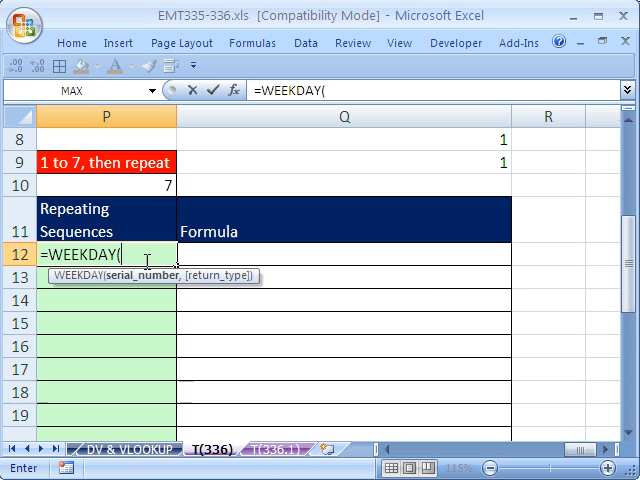 EMT335-336.xls [Compatibility Mode] - Microsoft Excel
Home Insert Page Layout Formulas Data Review View Developer Add-Ins
MAX =WEEKDAY(
P Q R
8 1
9 1 to 7, then repeat 1
10 7
Repeating
11 Sequences Formula
12 =WEEKDAY(
WEEKDAY(serial_number, [return_type])
13
14
15
16
17
18
19
DV & VLOOKUP T(336) T(336,1)
Enter 115%